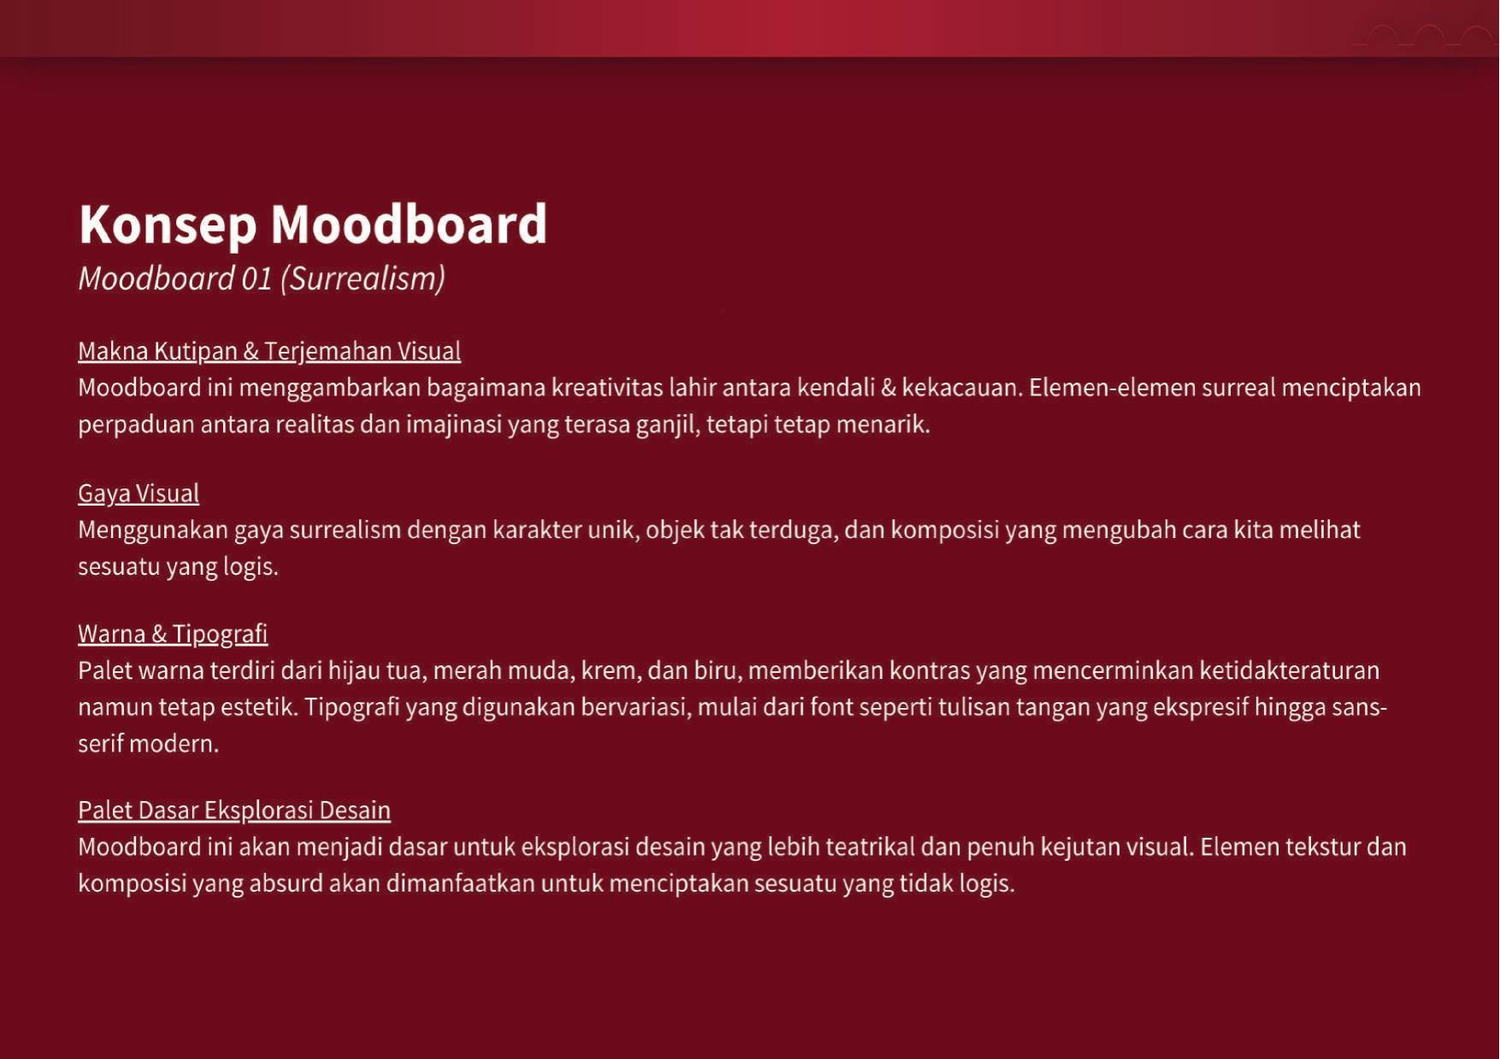 Konsep Moodboard
Moodboard 01 (Surrealism)
Makna Kutipan & Terjemahan Visual
Moodboard ini menggambarkan bagaimana kreativitas lahir antara kendali & kekacauan. Elemen-elemen surreal menciptakan
perpaduan antara realitas dan imajinasi yang terasa ganjil, tetapi tetap menarik.
Gaya Visual
Menggunakan gaya surrealism dengan karakter unik, objek tak terduga, dan komposisi yang mengubah cara kita melihat
sesuatu yang logis.
Warna & Tipografi
Palet warna terdiri dari hijau tua, merah muda, krem, dan biru, memberikan kontras yang mencerminkan ketidakteraturan
namun tetap estetik. Tipografi yang digunakan bervariasi, mulai dari font seperti tulisan tangan yang ekspresif hingga sans-
serif modern.
Palet Dasar Eksplorasi Desain
Moodboard ini akan menjadi dasar untuk eksplorasi desain yang lebih teatrikal dan penuh kejutan visual. Elemen tekstur dan
komposisi yang absurd akan dimanfaatkan untuk menciptakan sesuatu yang tidak logis.